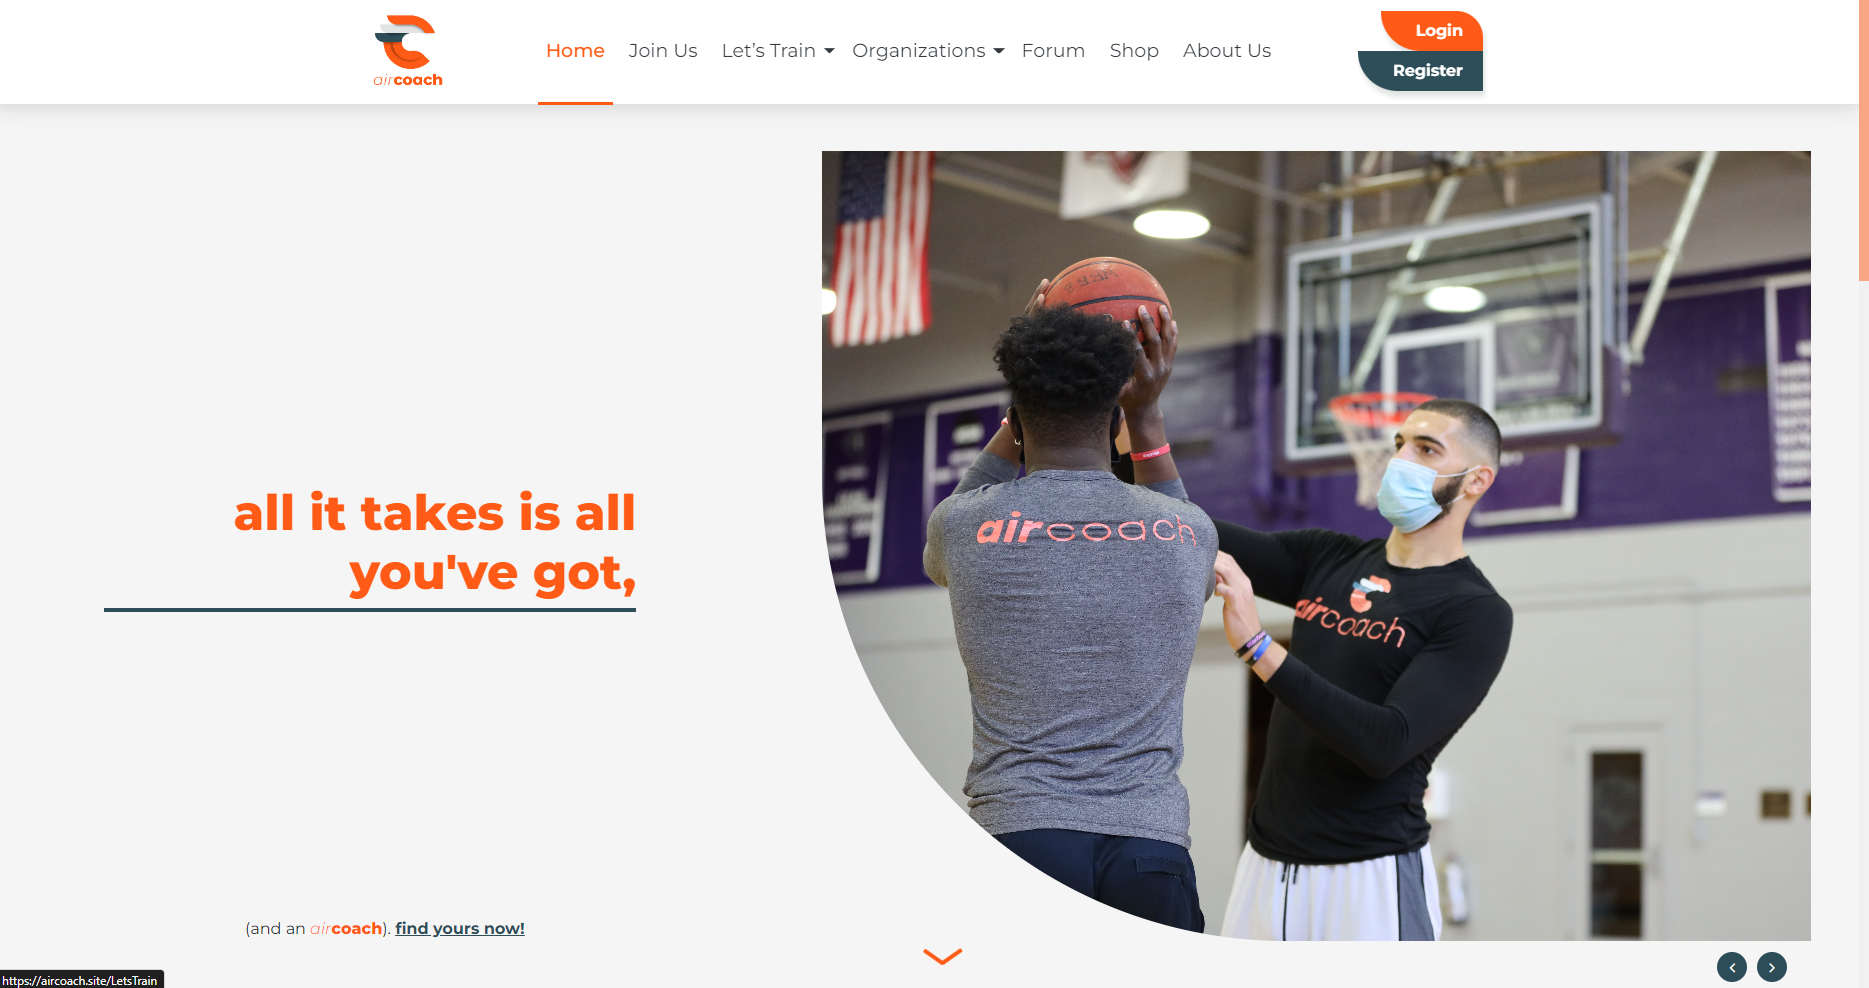 aircoach
Home
Join Us
Let's Train
Organizations
Forum
Shop
About Us
Login
Register
all it takes is all
you've got,
aircoach
aircoach
(and an aircoach). find yours now!
https://aircoach.site/LetsTrain